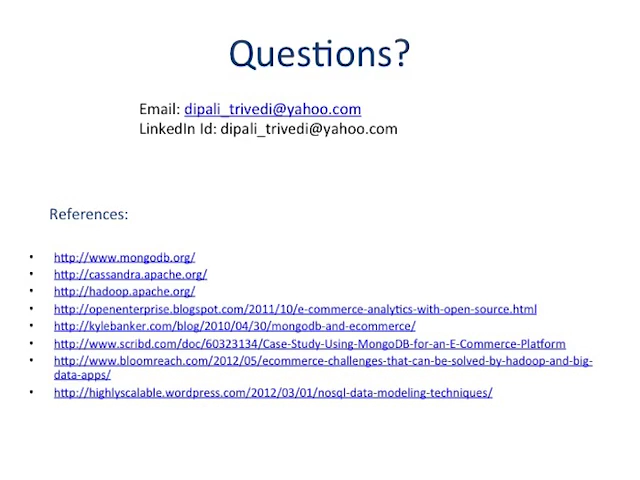 Questions?
Email: dipali_trivedi@yahoo.com
LinkedIn Id: dipali_trivedi@yahoo.com
References:
• http://www.mongodb.org/
• http://cassandra.apache.org/
• http://hadoop.apache.org/
• http://openenterprise.blogspot.com/2011/10/e-commerce-analytics-with-open-source.html
• http://kylebanker.com/blog/2010/04/30/mongodb-and-ecommerce/
• http://www.scribd.com/doc/60323134/Case-Study-Using-MongoDB-for-an-E-Commerce-Platform
• http://www.bloomreach.com/2012/05/ecommerce-challenges-that-can-be-solved-by-hadoop-and-big-
data-apps/
• http://highlyscalable.wordpress.com/2012/03/01/nosql-data-modeling-techniques/